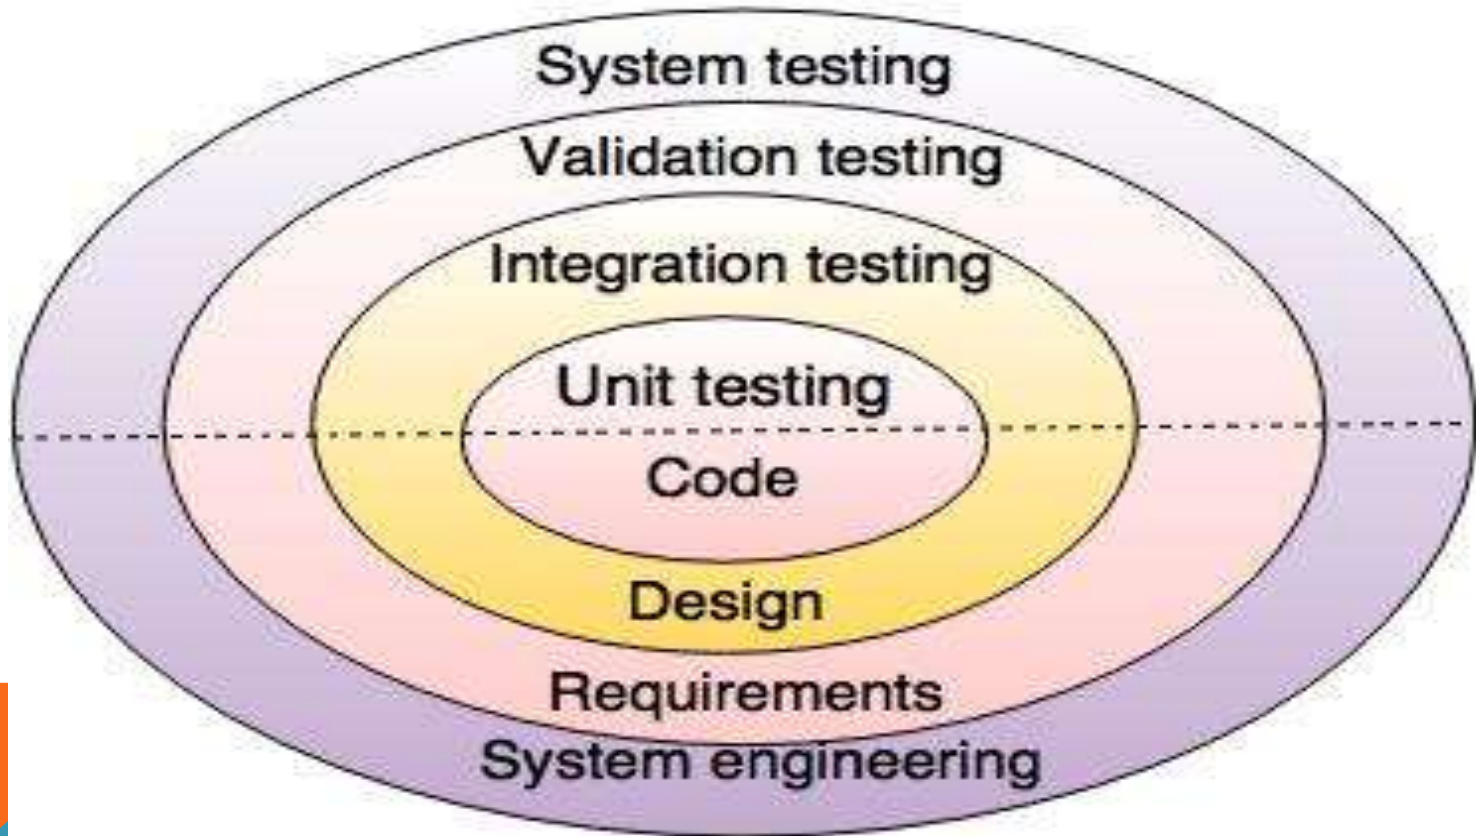 System testing
Validation testing
Integration testing
Unit testing
Code
Design
Requirements
System engineering